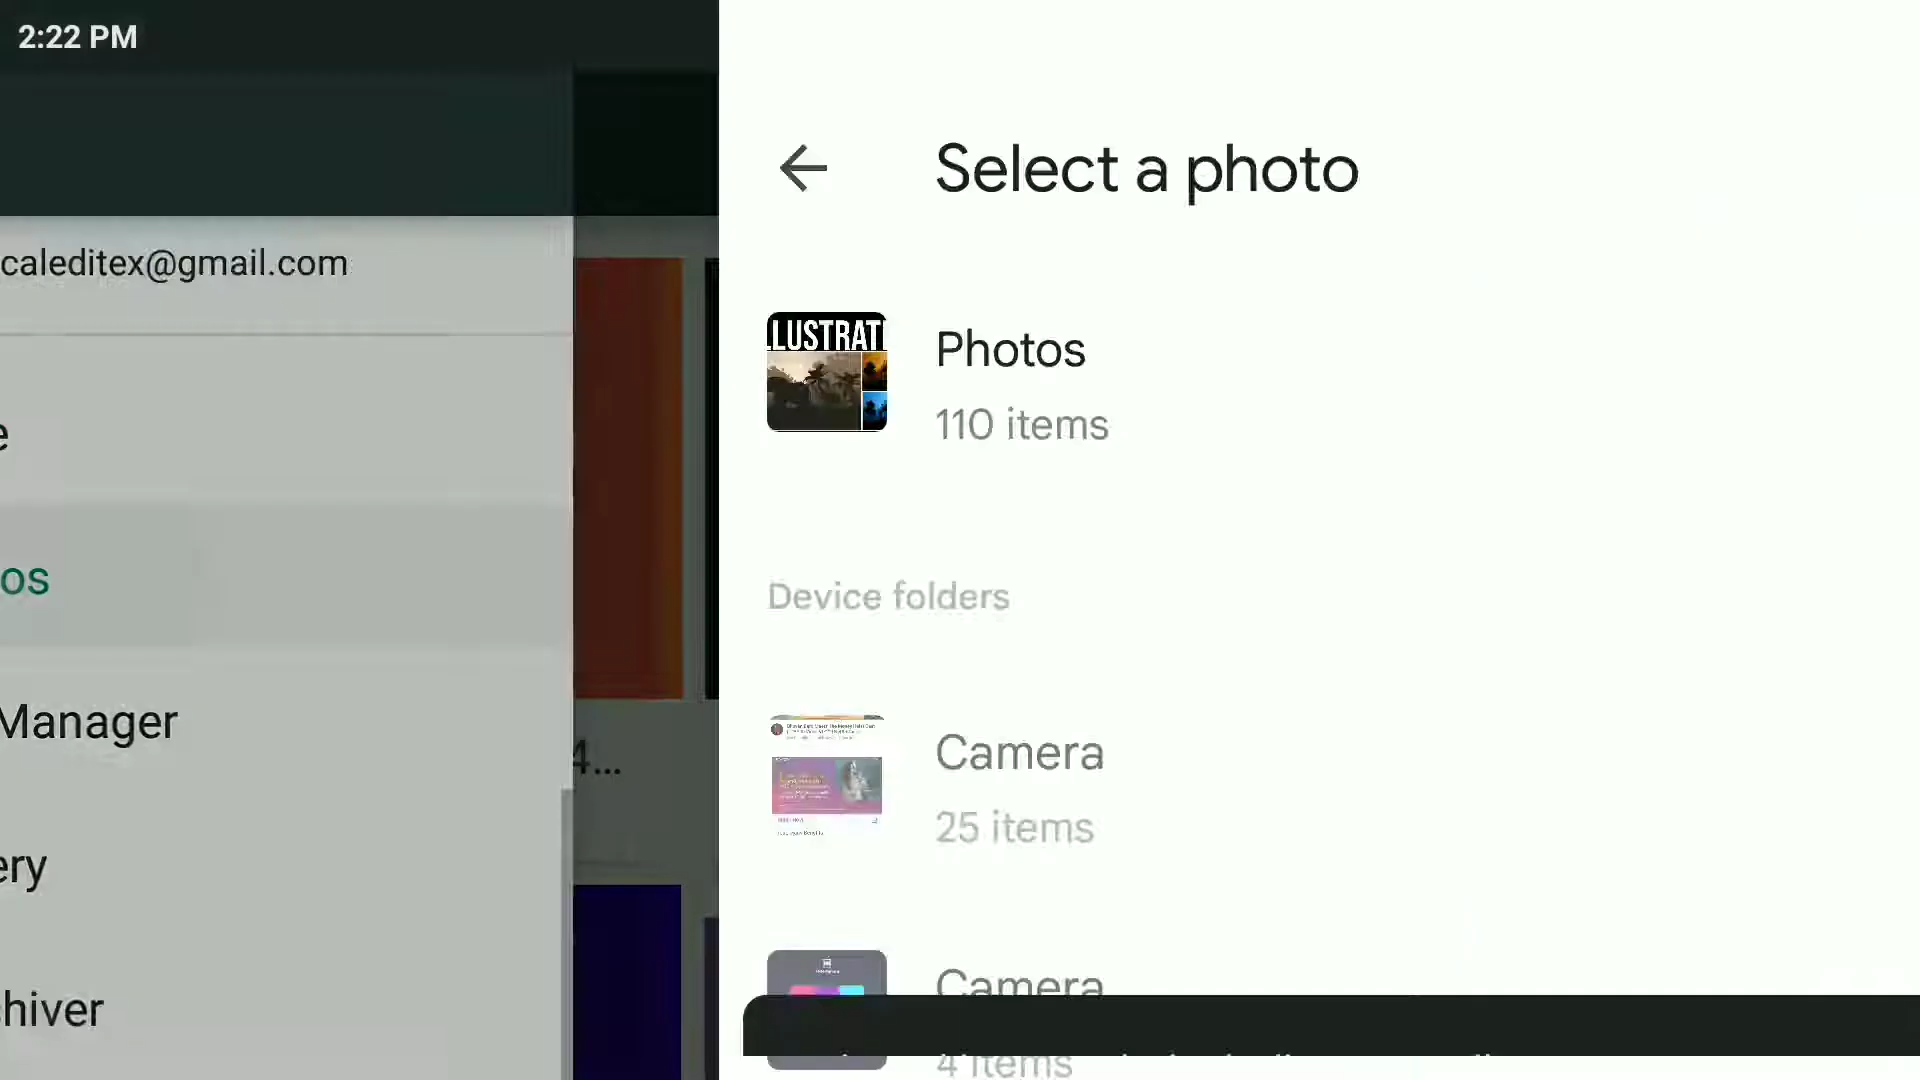 2:22 PM
caleditex@gmail.com
e
os
Manager
4...
ery
hiver
Select a photo
LUSTRAT
Photos
110 items
Device folders
Camera
25 items
Camera
4 items